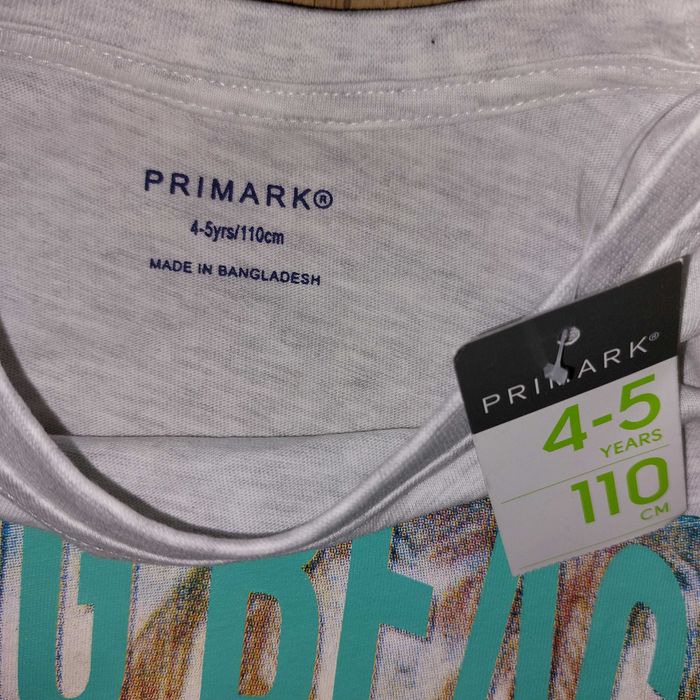 PRIMARK®
4-5yrs/110cm
MADE IN BANGLADESH
PRIMARK®
4-5
YEARS
110
CM